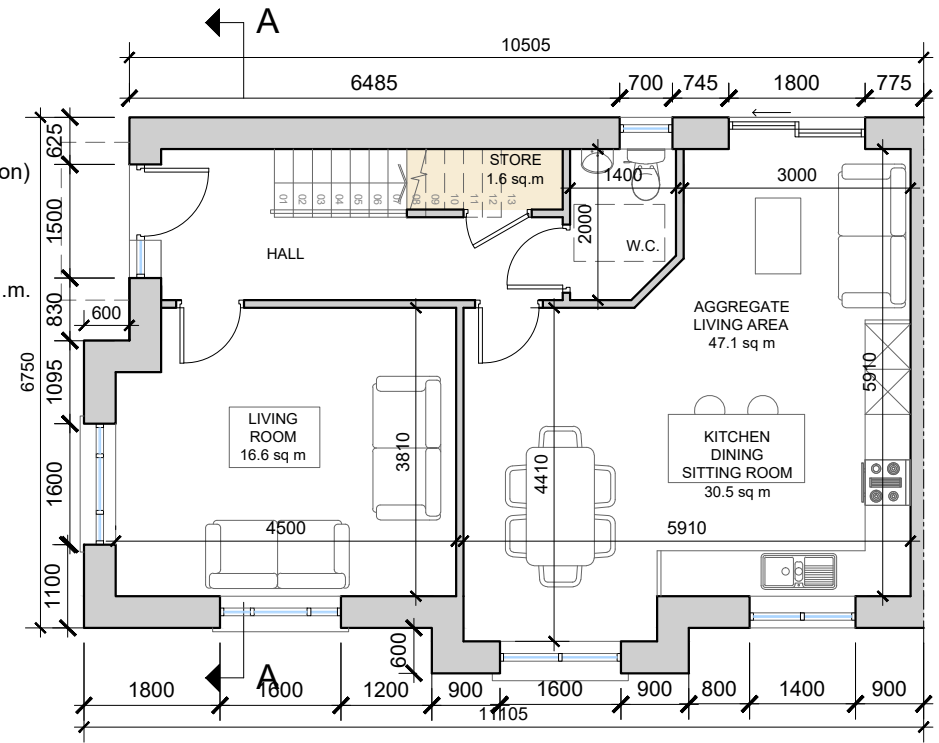 A
10505
6485
700
745
1800
775
625
on)
1500
STORE
1.6 sq.m
1400
3000
01
02
03
04
05
06
07
08
09
10
11
12
13
2000
W.C.
HALL
.m.
830
600
AGGREGATE
LIVING AREA
47.1 sq m
6750
1095
5910
LIVING
ROOM
16.6 sq m
3810
4410
KITCHEN
DINING
SITTING ROOM
30.5 sq m
1600
4500
5910
1100
600
A
1800
1600
1200
900
1600
900
800
1400
900
11105